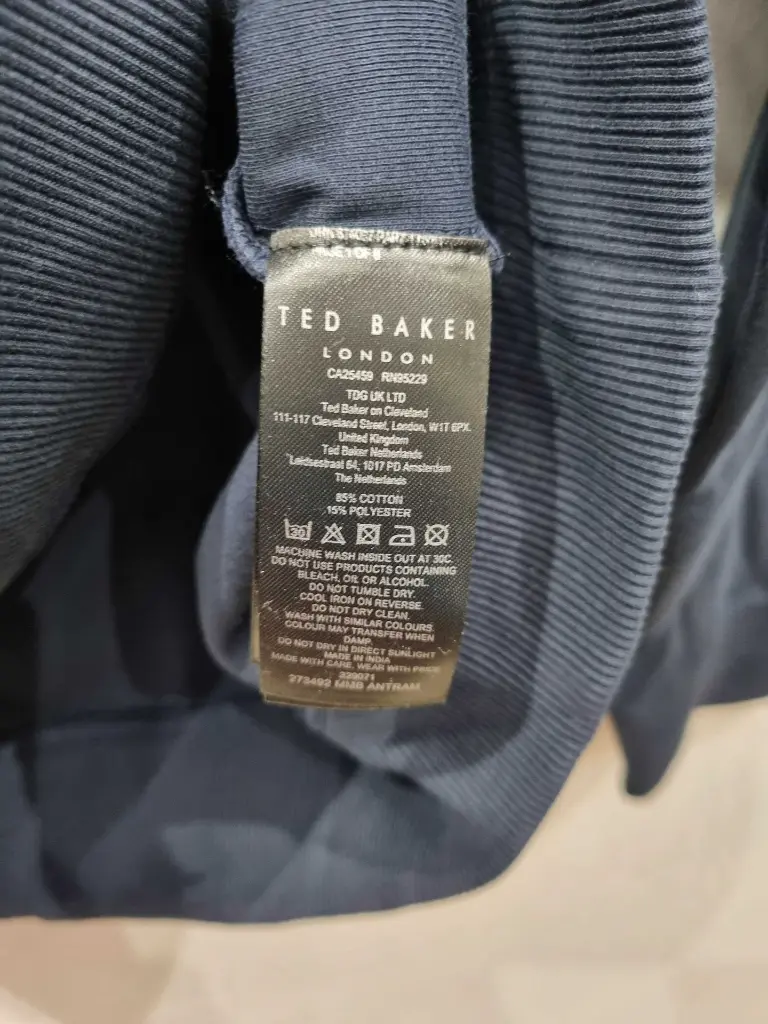 TED BAKER
LONDON
CA25459 RN95229
TDG UK LTD
Ted Baker on Cleveland
111-117 Cleveland Street, London, W1T 6PX.
United Kingdom
Ted Baker Netherlands
Leidsestraat 64, 1017 PD Amsterdam
The Netherlands
85% COTTON
15% POLYESTER
30
MACHINE WASH INSIDE OUT AT 30C.
DO NOT USE PRODUCTS CONTAINING
BLEACH, OIL OR ALCOHOL.
DO NOT TUMBLE DRY.
COOL IRON ON REVERSE.
DO NOT DRY CLEAN.
WASH WITH SIMILAR COLOURS
COLOUR MAY TRANSFER WHEN
DAMP.
DO NOT DRY IN DIRECT SUNLIGHT
MADE IN INDIA
MADE WITH CARE, WEAR WITH PRIDE
239071
273492 MMB ANTRAM